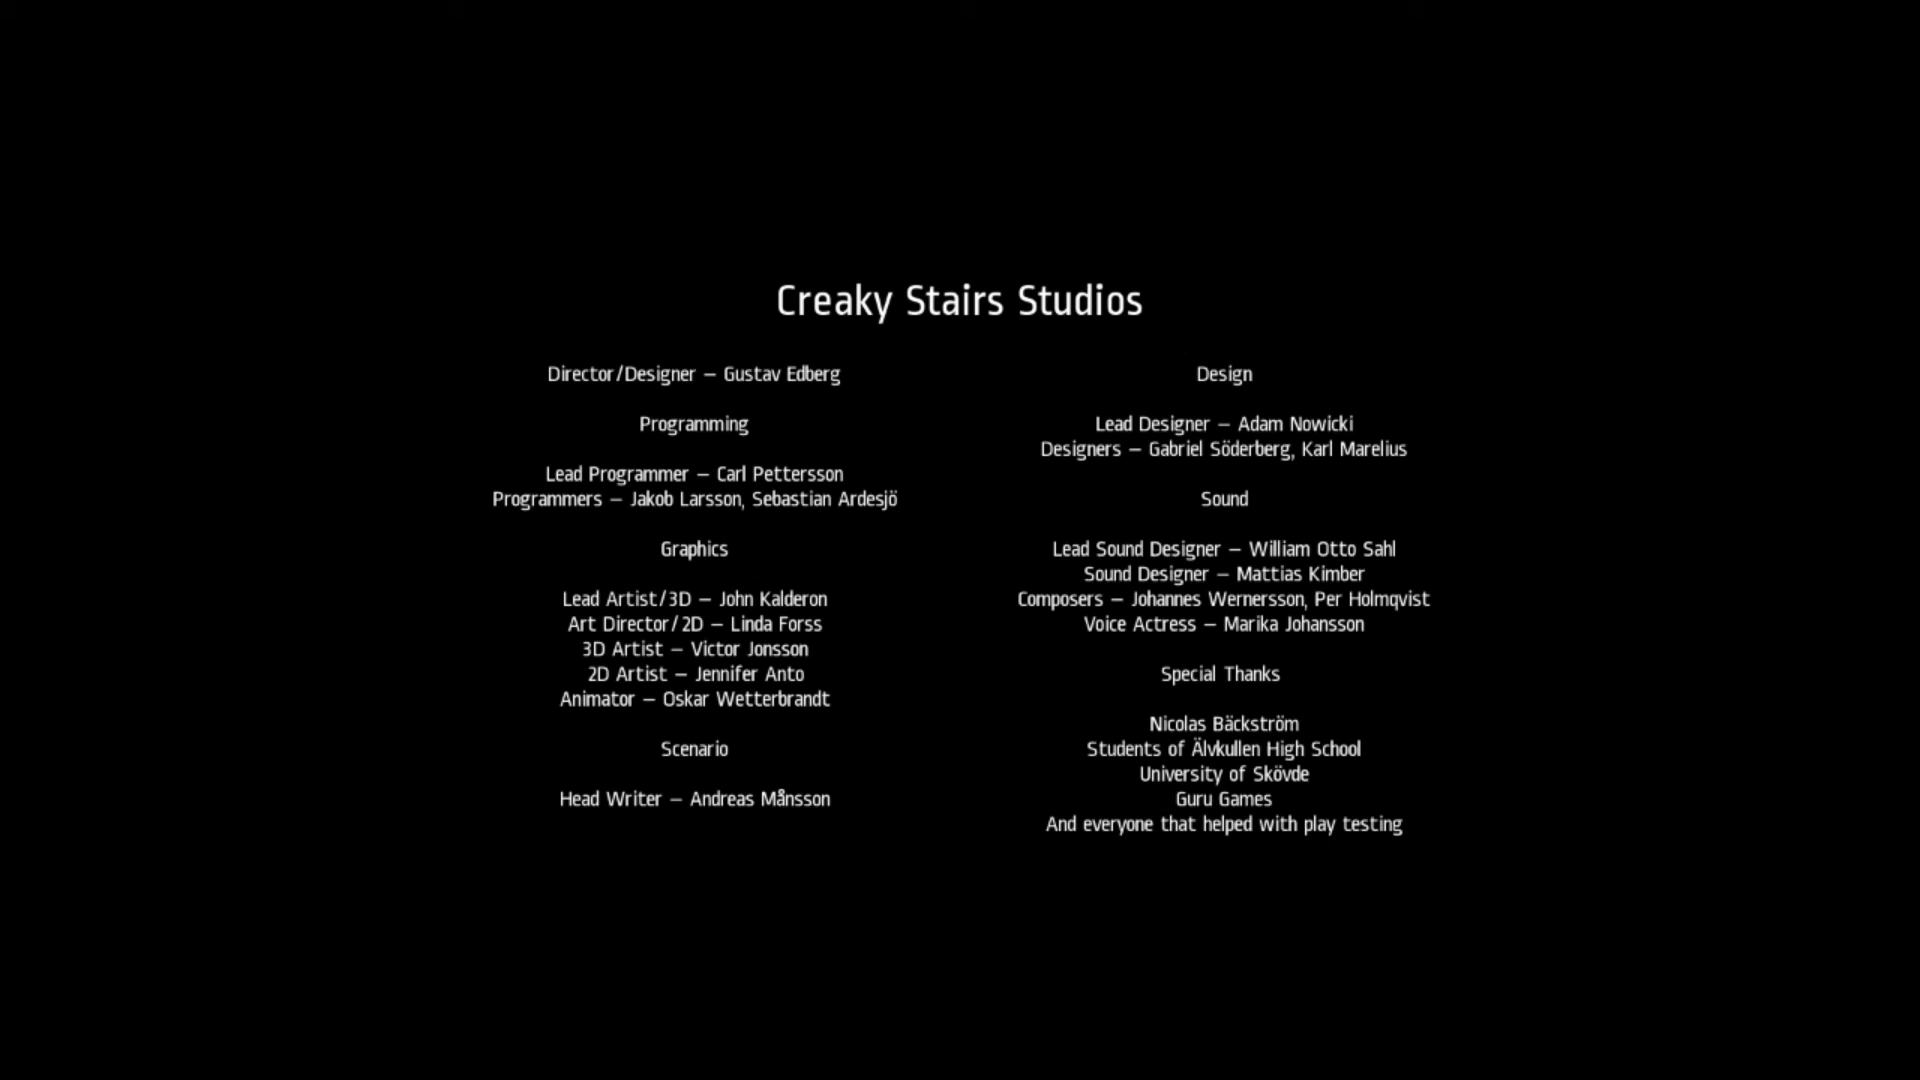 Creaky Stairs Studios
Director/Designer – Gustav Edberg
Programming
Lead Programmer – Carl Pettersson
Programmers – Jakob Larsson, Sebastian Ardesjö
Graphics
Lead Artist/3D – John Kalderon
Art Director/2D – Linda Forss
3D Artist – Victor Jonsson
2D Artist – Jennifer Anto
Animator – Oskar Wetterbrandt
Scenario
Head Writer – Andreas Månsson
Design
Lead Designer – Adam Nowicki
Designers – Gabriel Söderberg, Karl Marelius
Sound
Lead Sound Designer – William Otto Sahl
Sound Designer – Mattias Kimber
Composers – Johannes Wernersson, Per Holmqvist
Voice Actress – Marika Johansson
Special Thanks
Nicolas Bäckström
Students of Älvkullen High School
University of Skövde
Guru Games
And everyone that helped with play testing